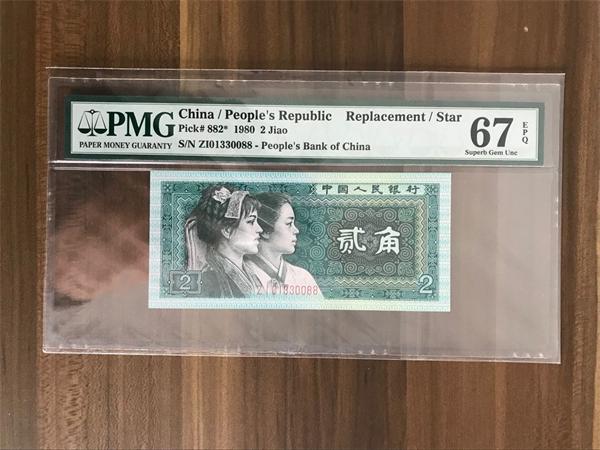 PMG
PAPER MONEY GUARANTY
China / People's Republic Replacement / Star
Pick# 882* 1980 2 Jiao
S/N ZI01330088 - People's Bank of China
67 EPQ
Superb Gem Unc
中国人民银行
贰角
2
ZI01330088
2